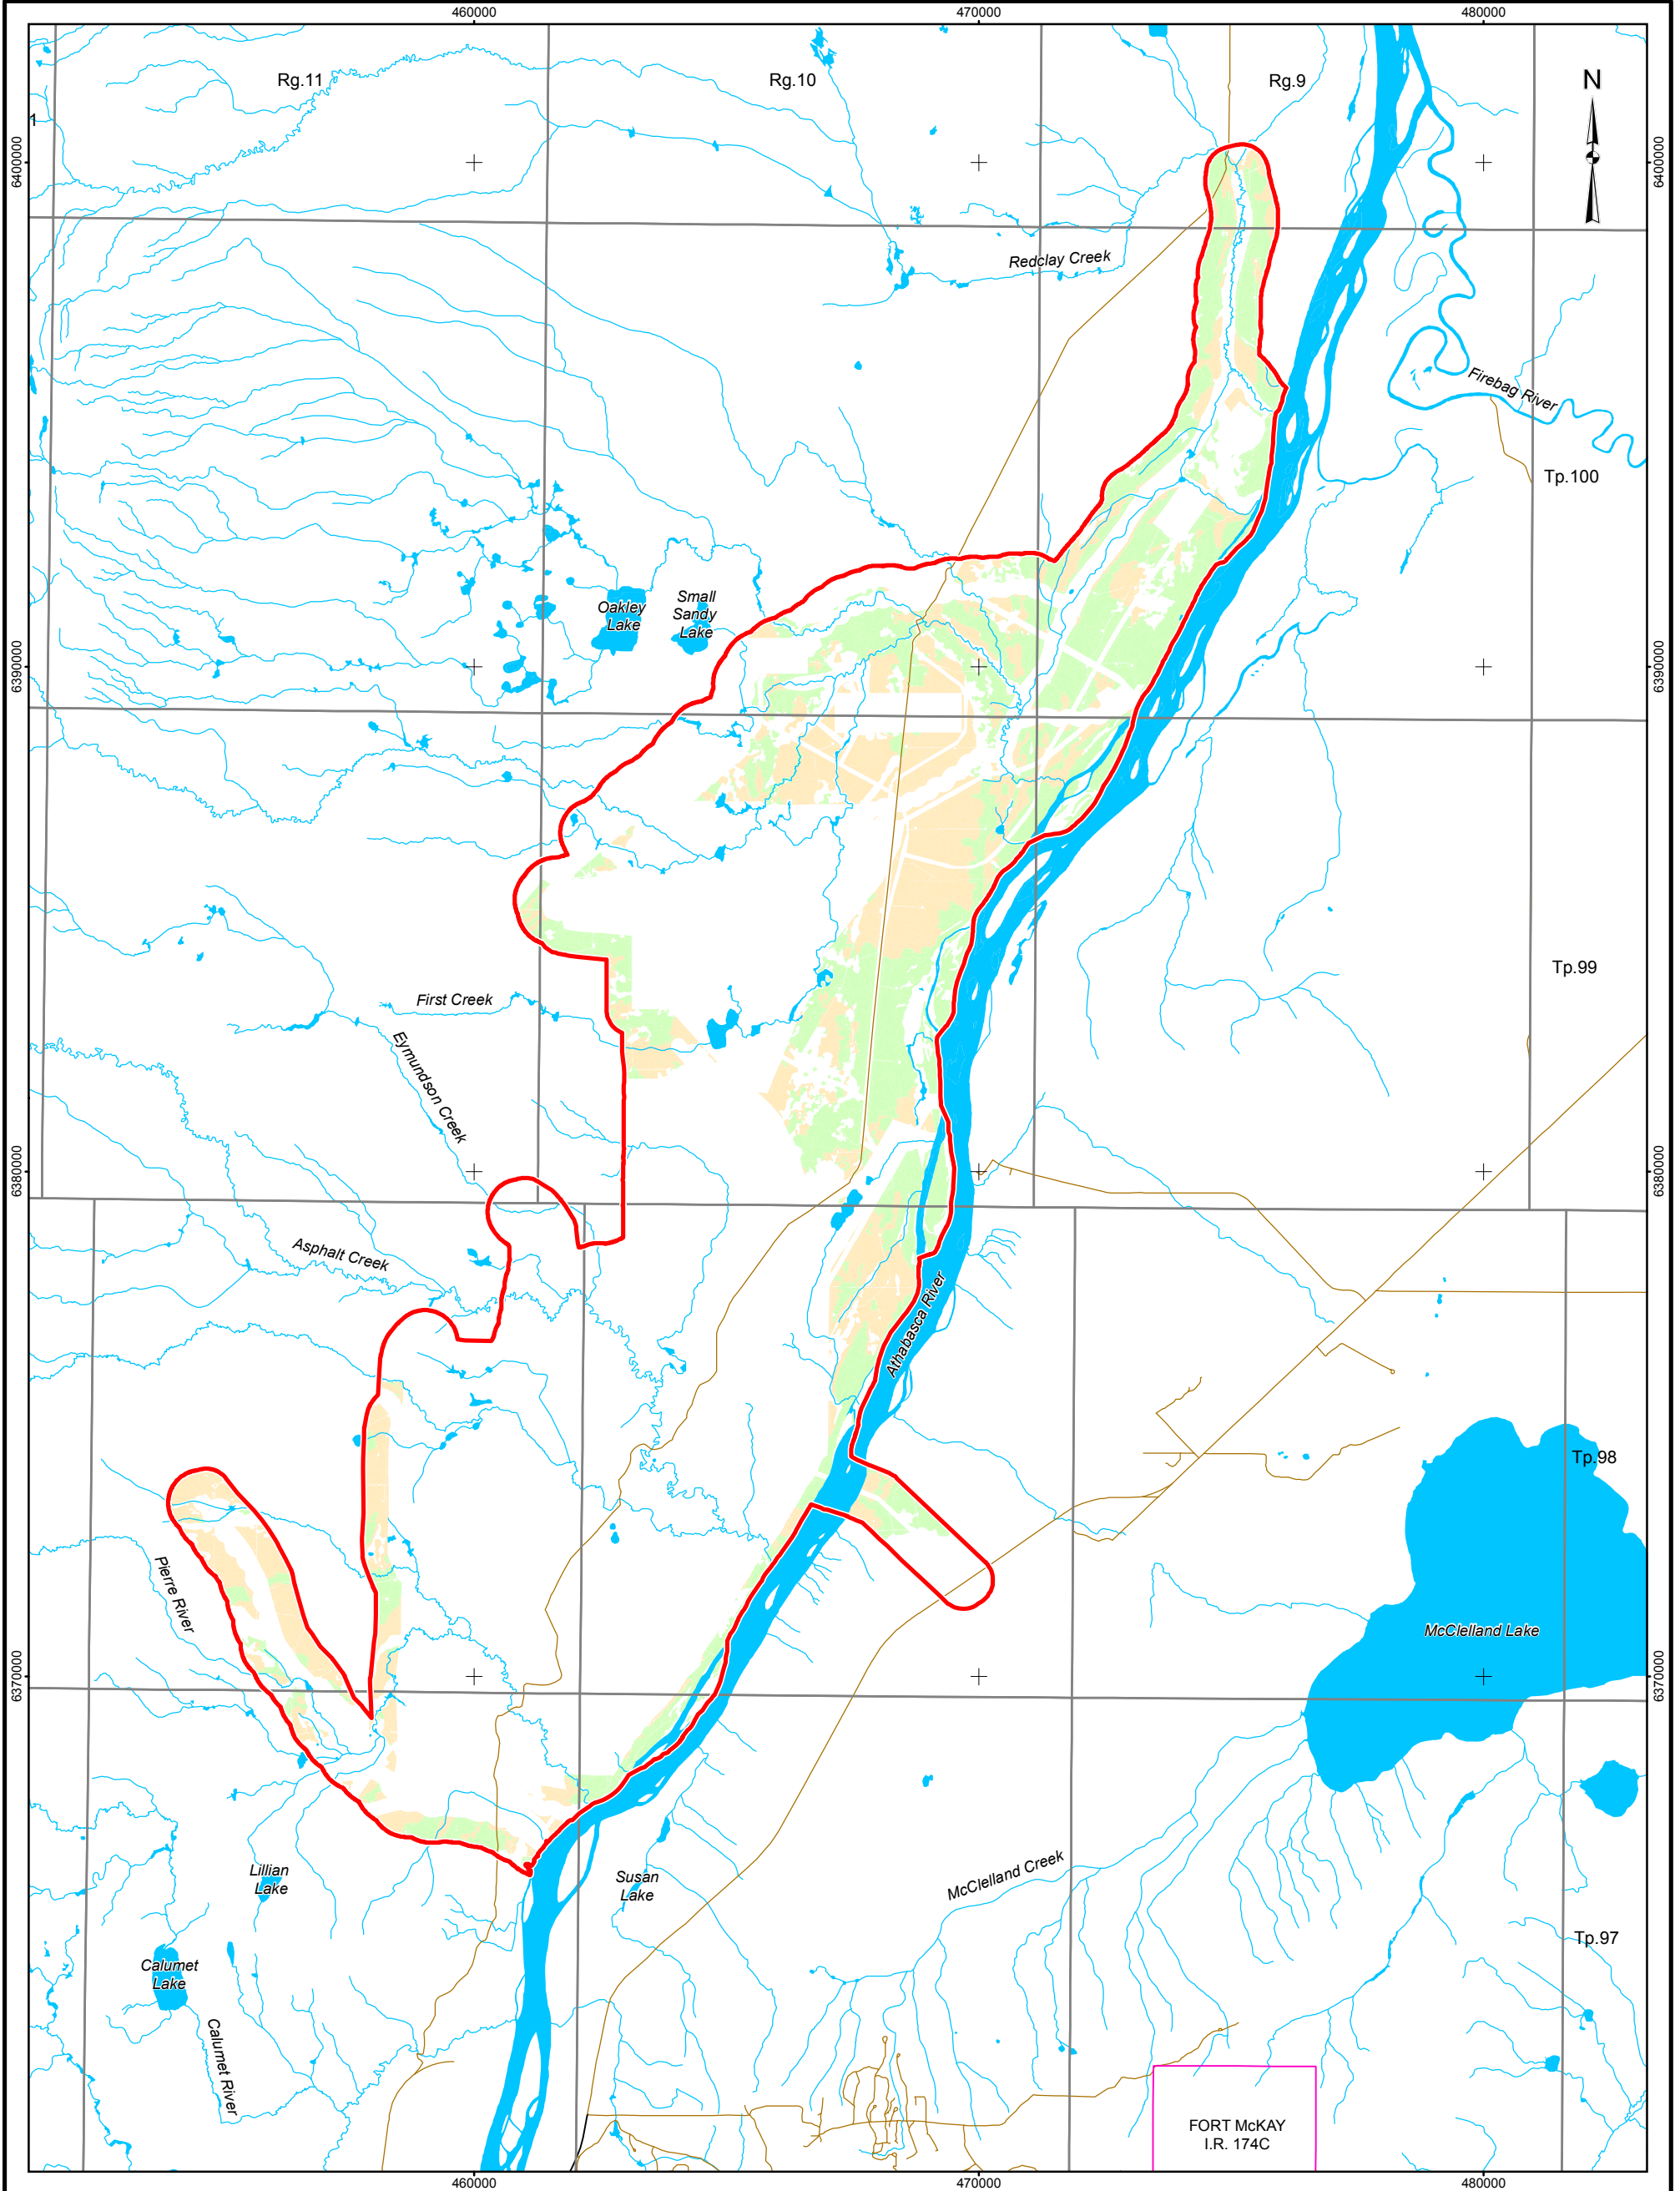 460000
470000
480000
Rg.11
Rg.10
Rg.9
N
1
6400000
6400000
Redclay Creek
Firebag River
Tp.100
Oakley
Lake
Small
Sandy
Lake
6390000
6390000
Tp.99
First Creek
Eymundson Creek
6380000
6380000
Asphalt Creek
Athabasca River
Tp.98
Pierre River
McClelland Lake
6370000
6370000
Lillian
Lake
Susan
Lake
McClelland Creek
Tp.97
Calumet
Lake
Calumet River
FORT McKAY
I.R. 174C
460000
470000
480000